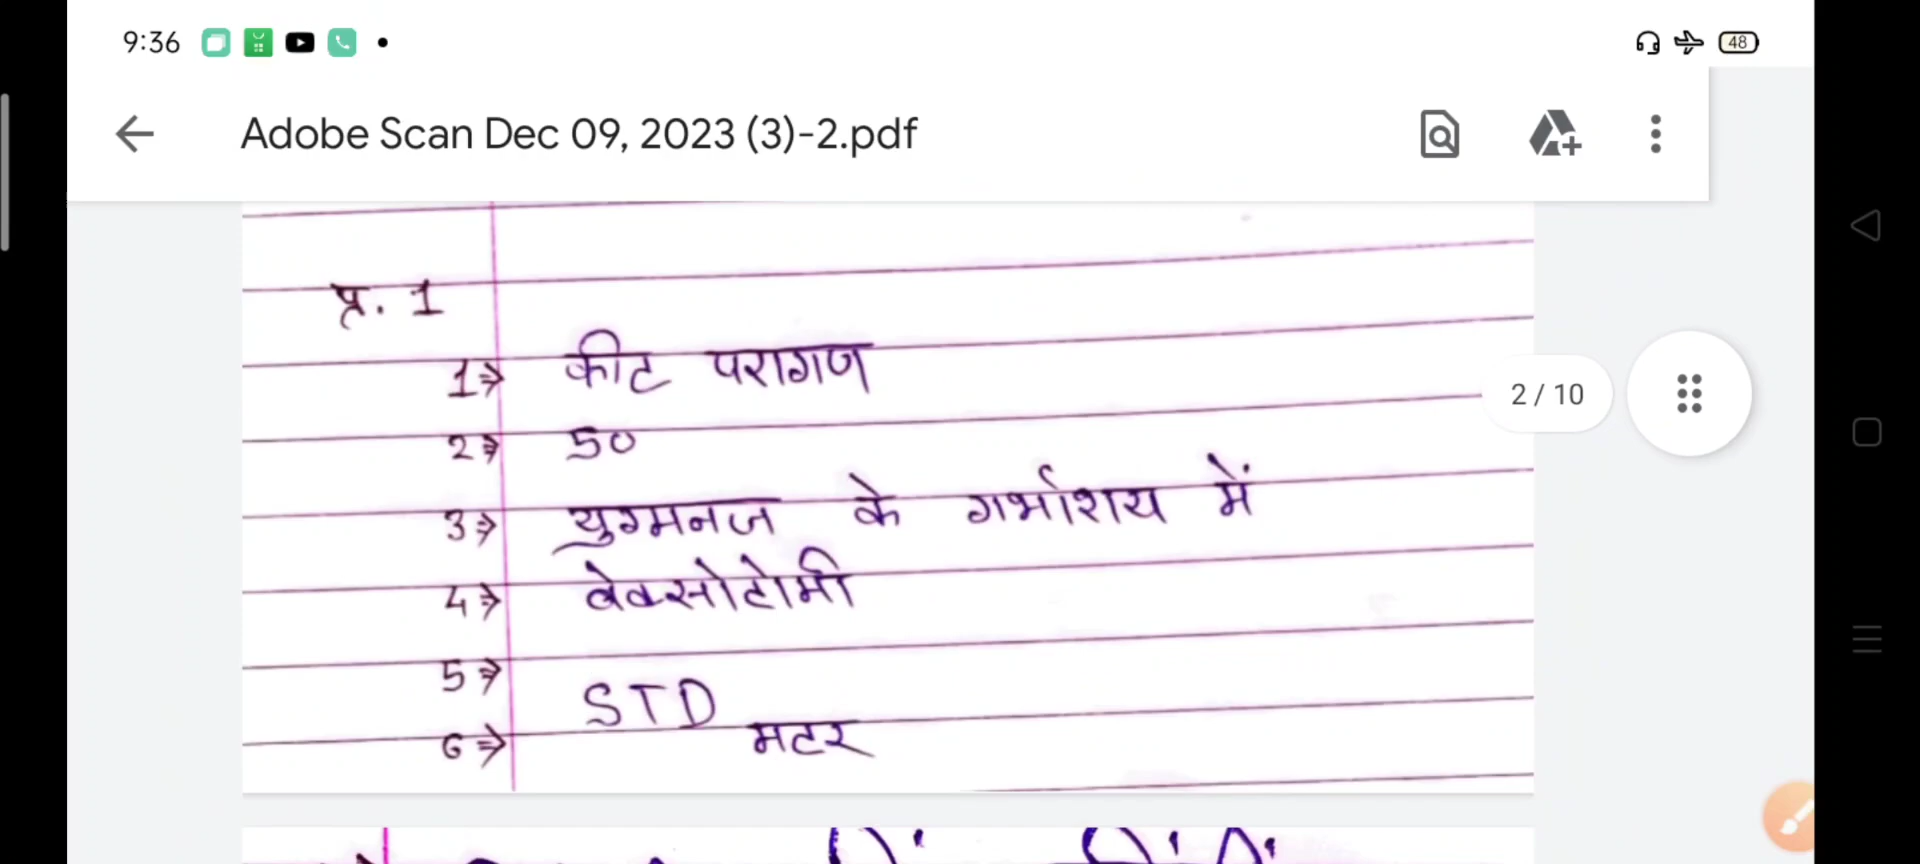 9:36
48
Adobe Scan Dec 09, 2023 (3)-2.pdf
प्र. 1
1⇒ कीट परागण
2/10
2⇒ 50
3⇒ युग्मनज के गर्भाशय में
4⇒ वेक्सोटोमी
5⇒ STD
6⇒ मटर